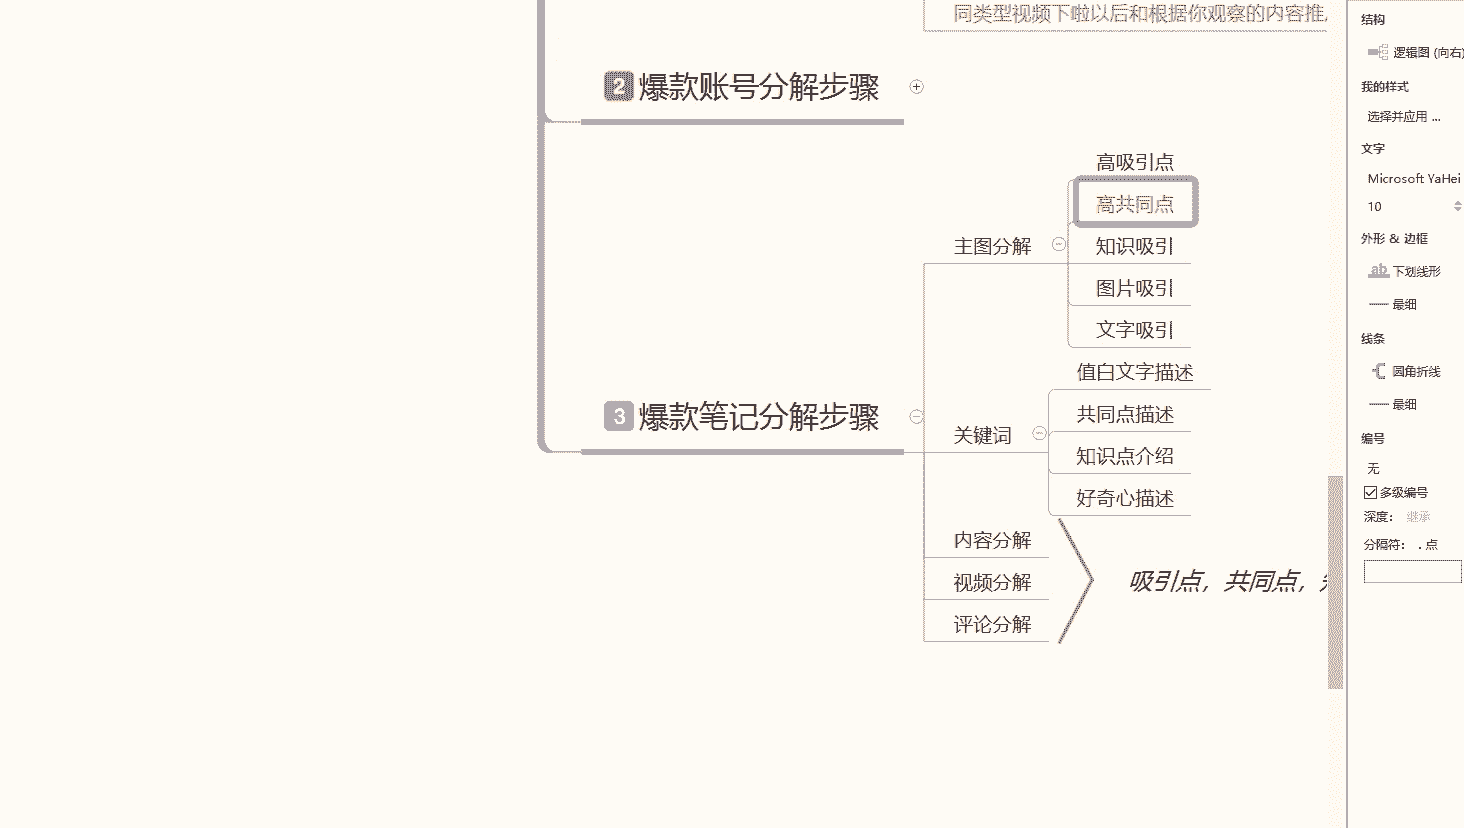 同类型视频下啦以后和根据你观察的内容推
2 爆款账号分解步骤
高吸引点
高共同点
主图分解
知识吸引
图片吸引
文字吸引
值白文字描述
3 爆款笔记分解步骤
共同点描述
关键词
知识点介绍
好奇心描述
内容分解
视频分解
吸引点，共同点，
评论分解
结构
逻辑图 (向右)
我的样式
选择并应用 ...
文字
Microsoft YaHei
10
外形 & 边框
ab 下划线形
最细
线条
圆角折线
最细
编号
无
多级编号
深度： 继承
分隔符： . 点